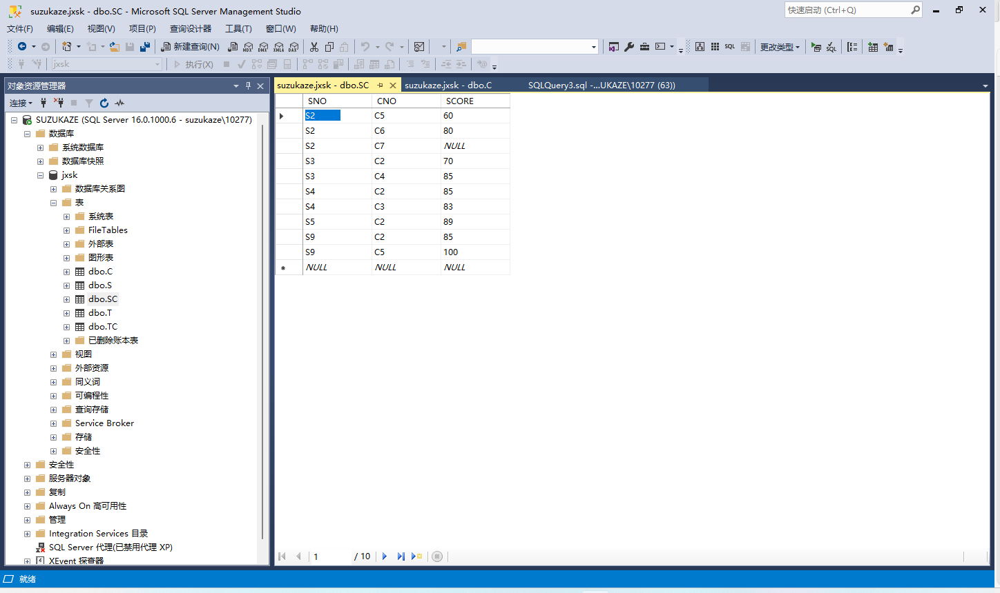 suzukaze.jxsk - dbo.SC - Microsoft SQL Server Management Studio
快速启动 (Ctrl+Q)
文件(F) 编辑(E) 视图(V) 项目(P) 查询设计器 工具(T) 窗口(W) 帮助(H)
新建查询(N) MDX DMX XMLA DAX SQL 更改类型 SQL
jxsk 执行(X)
对象资源管理器
连接
SUZUKAZE (SQL Server 16.0.1000.6 - suzukaze\10277)
数据库
系统数据库
数据库快照
jxsk
数据库关系图
表
系统表
FileTables
外部表
图形表
dbo.C
dbo.S
dbo.SC
dbo.T
dbo.TC
已删除账本表
视图
外部资源
同义词
可编程性
查询存储
Service Broker
存储
安全性
安全性
服务器对象
复制
Always On 高可用性
管理
Integration Services 目录
SQL Server 代理(已禁用代理 XP)
XEvent 探查器
suzukaze.jxsk - dbo.SC suzukaze.jxsk - dbo.C SQLQuery3.sql -...UKAZE\10277 (63))
SNO CNO SCORE
S2 C5 60
S2 C6 80
S2 C7 NULL
S3 C2 70
S3 C4 85
S4 C2 85
S4 C3 83
S5 C2 89
S9 C2 85
S9 C5 100
NULL NULL NULL
1 / 10
就绪